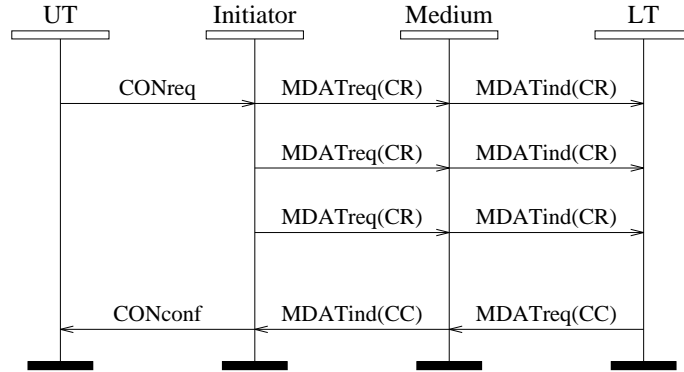 UT Initiator Medium LT
CONreq MDATreq(CR) MDATind(CR)
MDATreq(CR) MDATind(CR)
MDATreq(CR) MDATind(CR)
CONconf MDATind(CC) MDATreq(CC)